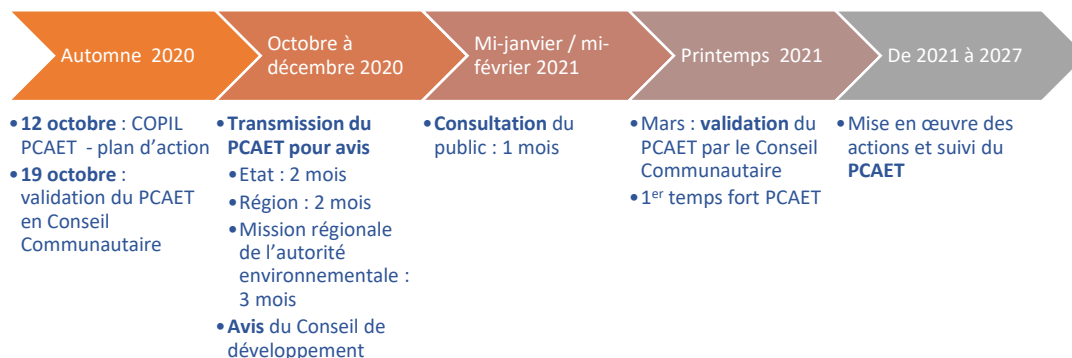 Automne 2020
Octobre à
décembre 2020
Mi-janvier / mi-
février 2021
Printemps 2021
De 2021 à 2027
•12 octobre : COPIL
PCAET - plan d'action
•19 octobre :
validation du PCAET
en Conseil
Communautaire
•Transmission du
PCAET pour avis
•Etat : 2 mois
•Région : 2 mois
•Mission régionale
de l'autorité
environnementale :
3 mois
•Avis du Conseil de
développement
•Consultation du
public : 1 mois
•Mars : validation du
PCAET par le Conseil
Communautaire
•1er temps fort PCAET
•Mise en œuvre des
actions et suivi du
PCAET